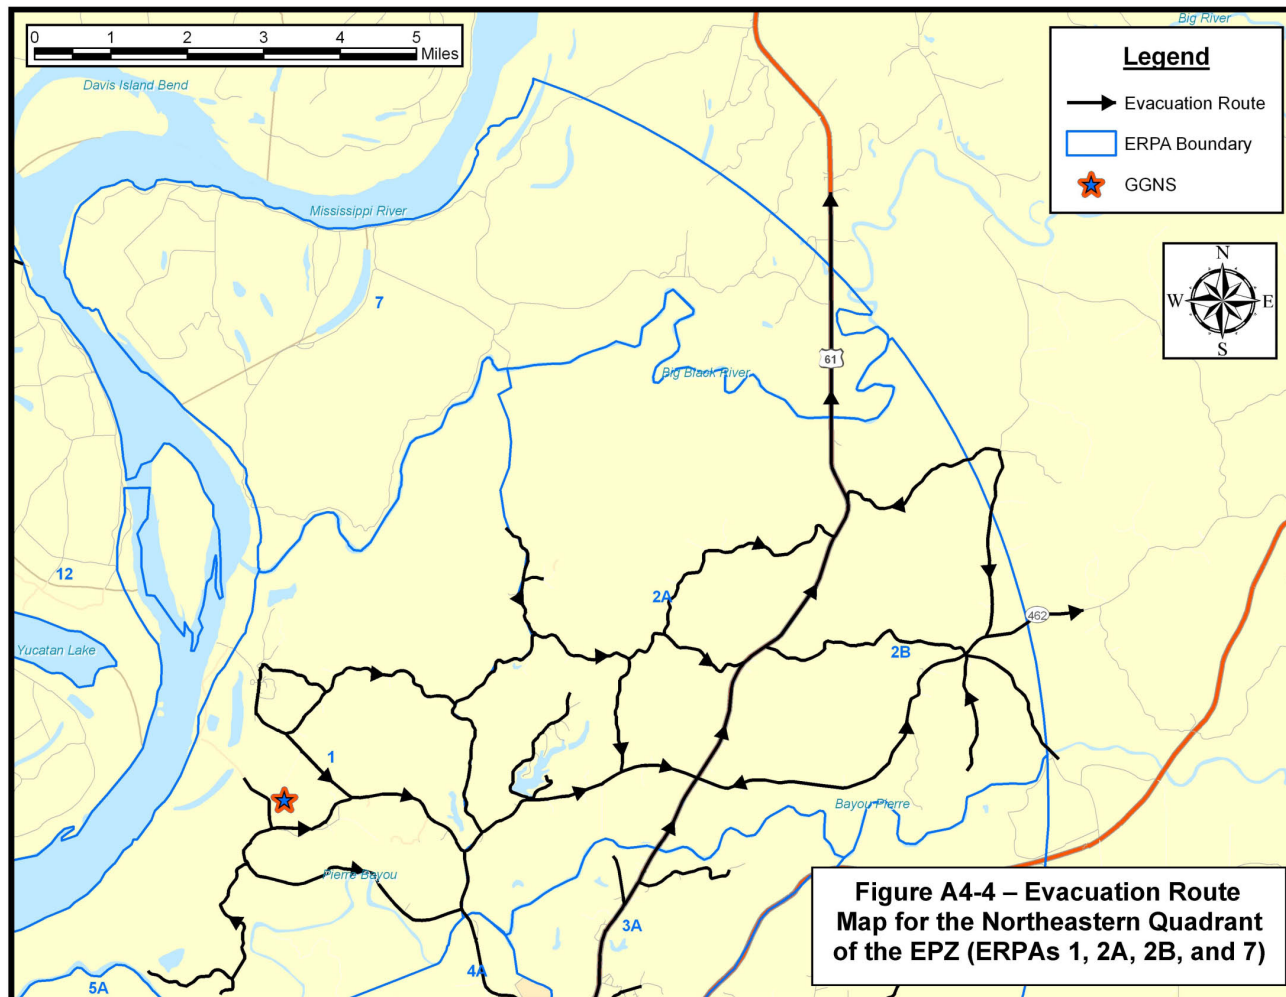 0 1 2 3 4 5
Miles
Big River
Davis Island Bend
Legend
Evacuation Route
ERPA Boundary
GGNS
Mississippi River
N
W E
S
7
61
Big Black River
12
2A
462
Yucatan Lake
2B
1
Bayou Pierre
Pierre Bayou
3A
4A
5A
Figure A4-4 – Evacuation Route
Map for the Northeastern Quadrant
of the EPZ (ERPAs 1, 2A, 2B, and 7)